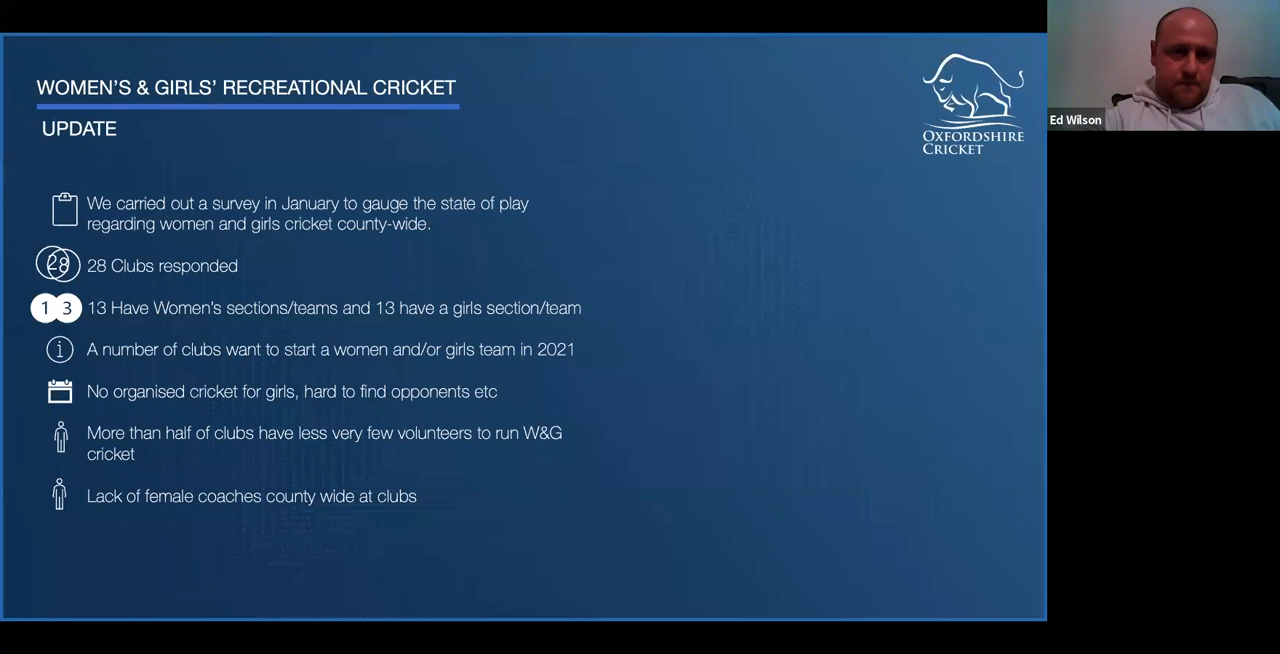 WOMEN'S & GIRLS' RECREATIONAL CRICKET
UPDATE
OXFORDSHIRE
CRICKET
Ed Wilson
We carried out a survey in January to gauge the state of play
regarding women and girls cricket county-wide.
28
28 Clubs responded
1 3
13 Have Women's sections/teams and 13 have a girls section/team
i
A number of clubs want to start a women and/or girls team in 2021
No organised cricket for girls, hard to find opponents etc
More than half of clubs have less very few volunteers to run W&G
cricket
Lack of female coaches county wide at clubs